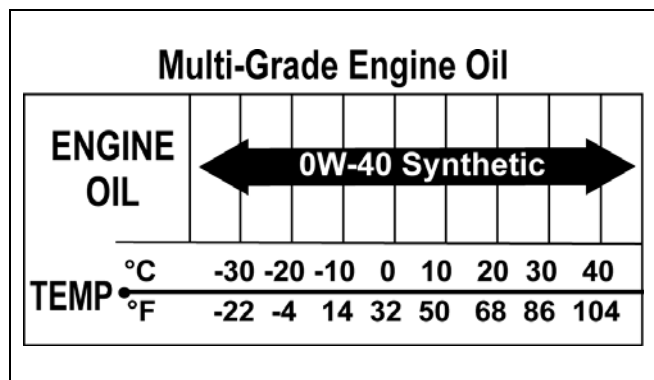 Multi-Grade Engine Oil
ENGINE
OIL
0W-40 Synthetic
TEMP
°C -30 -20 -10 0 10 20 30 40
°F -22 -4 14 32 50 68 86 104